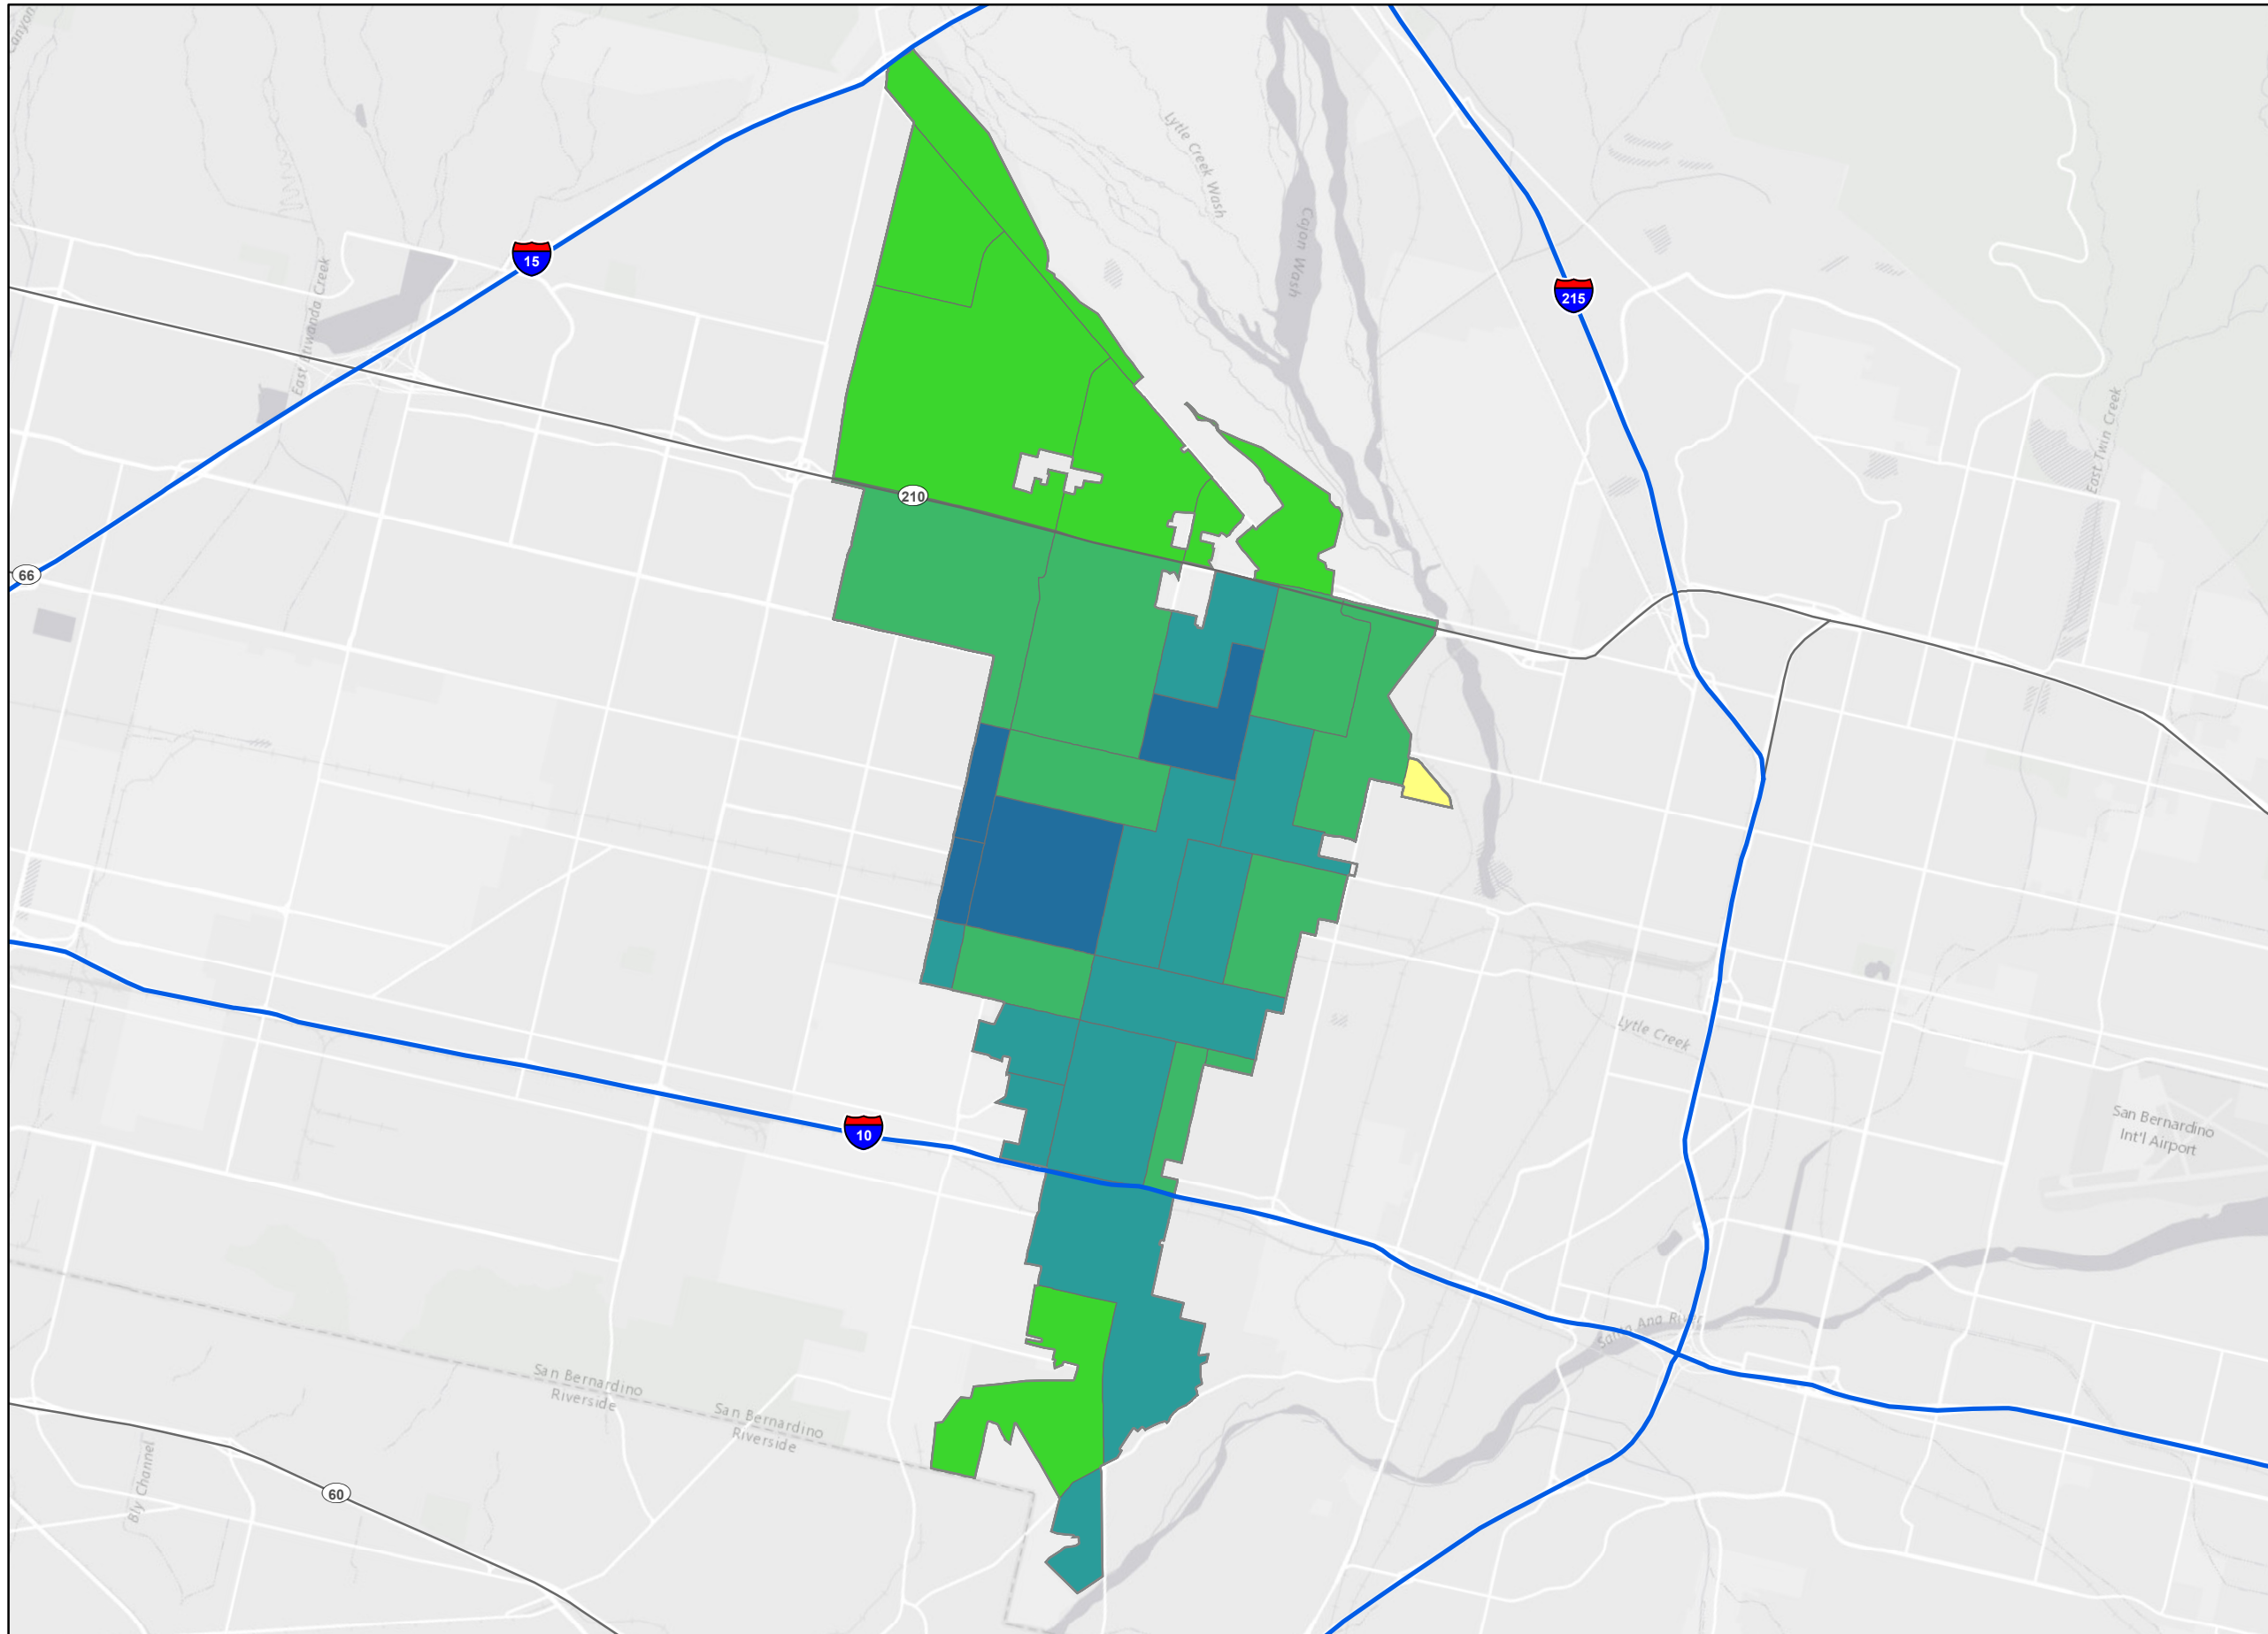 Canyon
Lytle Creek Wash
Cajon Wash
15
East Etiwanda Creek
215
East Twin Creek
210
66
Lytle Creek
10
San Bernardino
Int'l Airport
Santa Ana River
San Bernardino
Riverside
San Bernardino
Riverside
Bly Channel
60